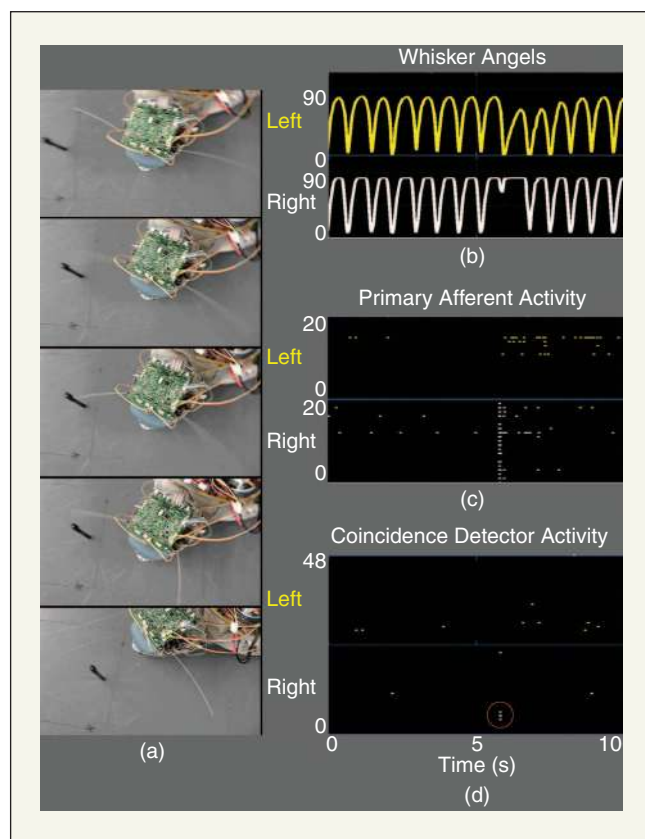 Whisker Angels
90
Left
0
90
Right
0
(b)
Primary Afferent Activity
20
Left
0
20
Right
0
(c)
Coincidence Detector Activity
48
Left
Right
0
0 5 10
Time (s)
(a)
(d)